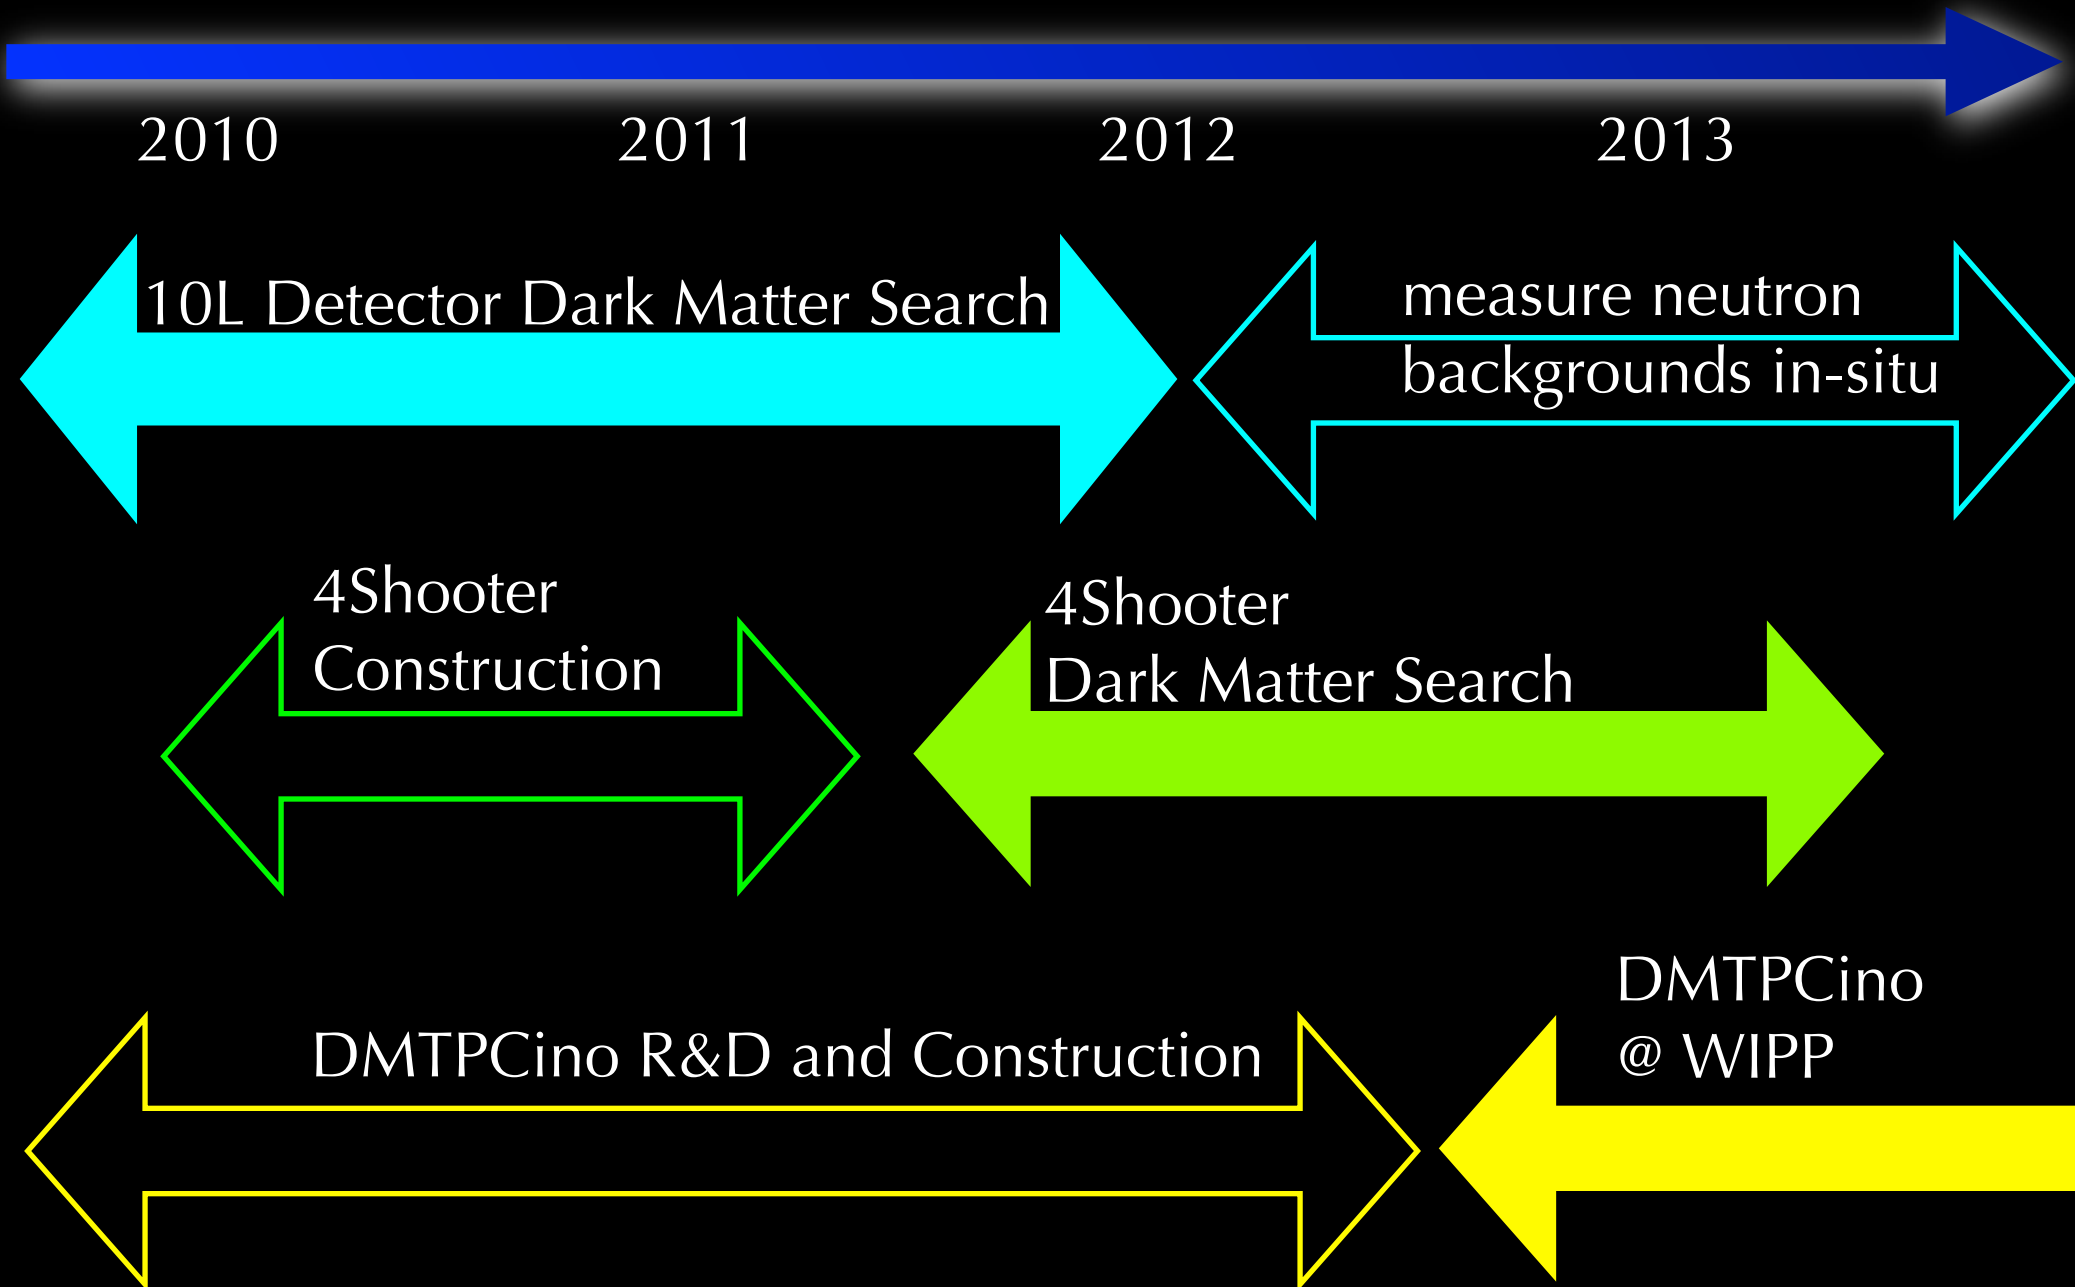 2010 2011 2012 2013
10L Detector Dark Matter Search
measure neutron
backgrounds in-situ
4Shooter
Construction
4Shooter
Dark Matter Search
DMTPCino R&D and Construction
DMTPCino
@ WIPP